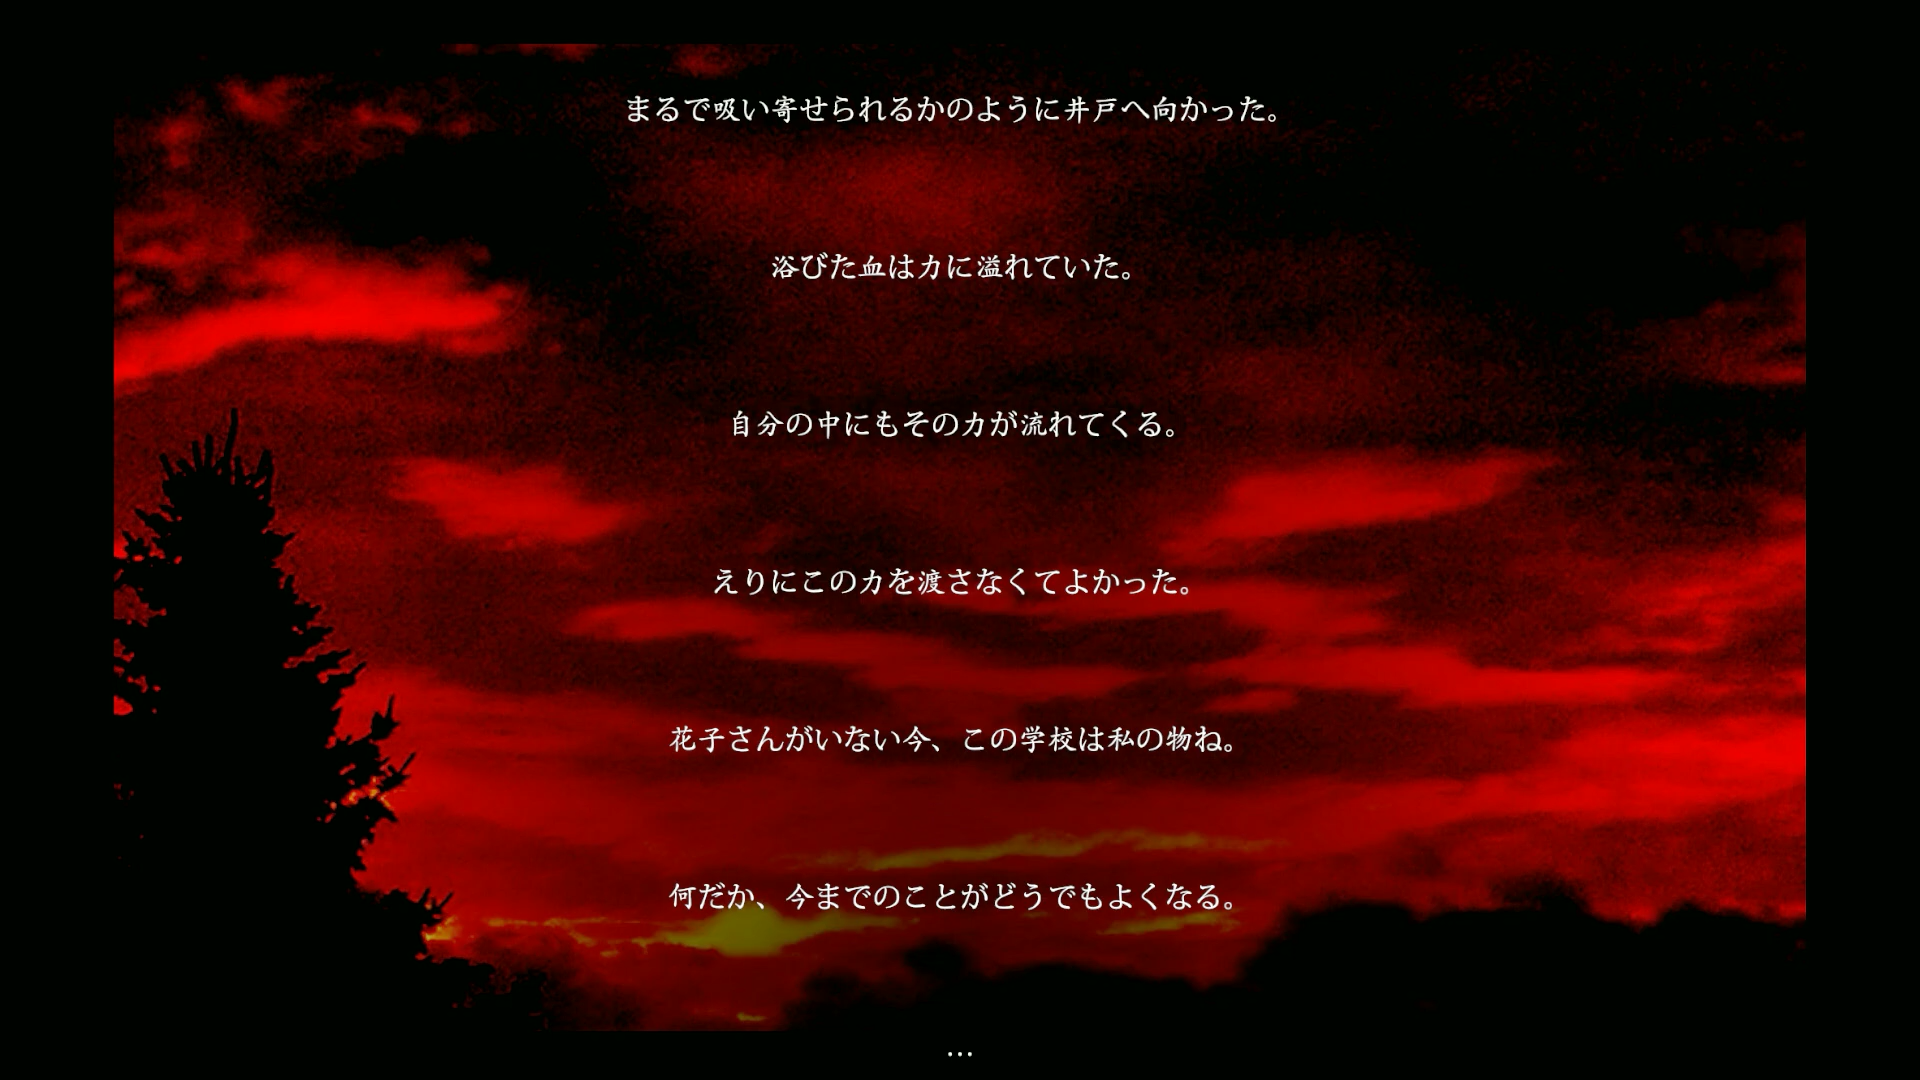 まるで吸い寄せられるかのように井戸へ向かった。
浴びた血は力に溢れていた。
自分の中にもその力が流れてくる。
えりにこの力を渡さなくてよかった。
花子さんがいない今、この学校は私の物ね。
何だか、今までのことがどうでもよくなる。
...